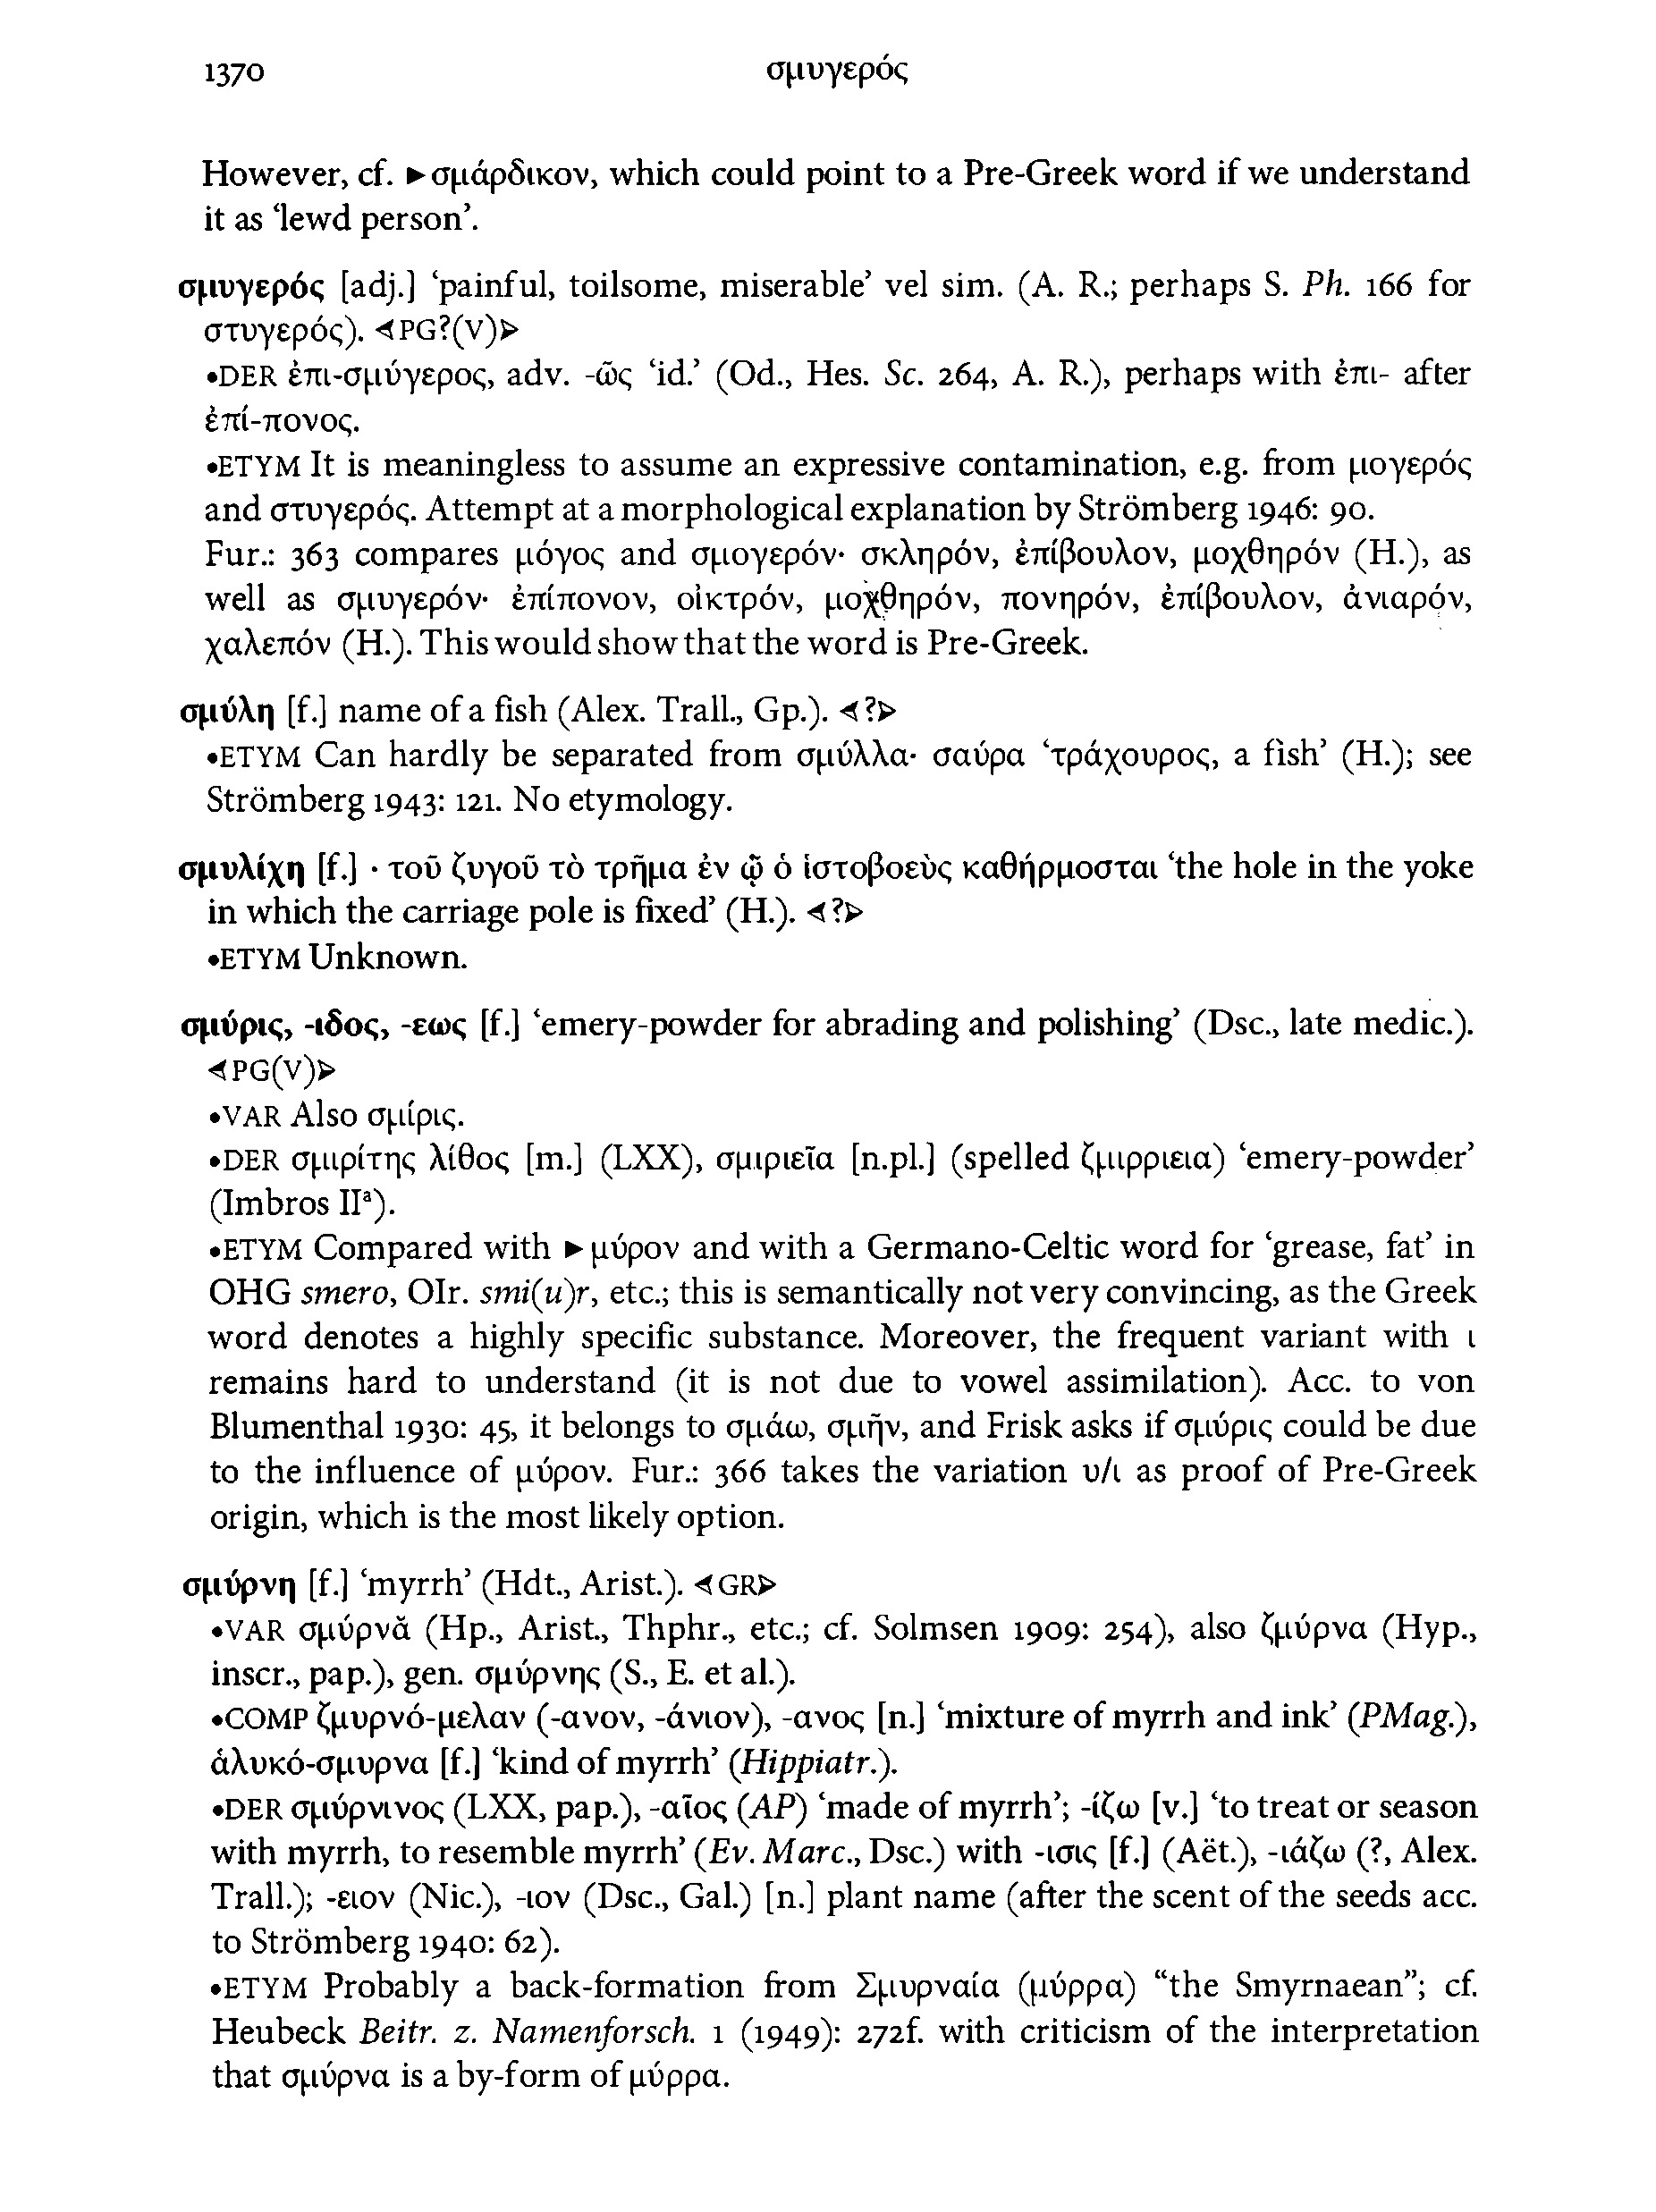 1370
σμυγερός
However, cf. ►σμάρδικον, which could point to a Pre-Greek word if we understand
it as ‘lewd person’.
σμυγερός [adj.] ‘painful, toilsome, miserable’ vel sim. (A. R.; perhaps S. Ph. 166 for
στυγερός). ◁PG?(V)▷
•DER ἐπι-σμύγερος, adv. -ῶς ‘id.’ (Od., Hes. Sc. 264, A. R.), perhaps with ἐπι- after
ἐπί-πονος.
•ETYM It is meaningless to assume an expressive contamination, e.g. from μογερός
and στυγερός. Attempt at a morphological explanation by Strömberg 1946: 90.
Fur.: 363 compares μόγος and σμογερόν· σκληρόν, ἐπίβουλον, μοχθηρόν (H.), as
well as σμυγερόν· ἐπίπονον, οἰκτρόν, μοχθηρόν, πονηρόν, ἐπίβουλον, ἀνιαρόν,
χαλεπόν (H.). This would show that the word is Pre-Greek.
σμύλη [f.] name of a fish (Alex. Trall., Gp.). ◁?▷
•ETYM Can hardly be separated from σμύλλα· σαύρα ‘τράχουρος, a fish’ (H.); see
Strömberg 1943: 121. No etymology.
σμυλίχη [f.] · τοῦ ζυγοῦ τὸ τρῆμα ἐν ᾧ ὁ ἱστοβοεὺς καθήρμοσται ‘the hole in the yoke
in which the carriage pole is fixed’ (H.). ◁?▷
•ETYM Unknown.
σμύρις, -ιδος, -εως [f.] ‘emery-powder for abrading and polishing’ (Dsc., late medic.).
◁PG(V)▷
•VAR Also σμίρις.
•DER σμιρίτης λίθος [m.] (LXX), σμιριεῖα [n.pl.] (spelled ζμιρριεια) ‘emery-powder’
(Imbros IIᵃ).
•ETYM Compared with ►μύρον and with a Germano-Celtic word for ‘grease, fat’ in
OHG smero, OIr. smi(u)r, etc.; this is semantically not very convincing, as the Greek
word denotes a highly specific substance. Moreover, the frequent variant with ι
remains hard to understand (it is not due to vowel assimilation). Acc. to von
Blumenthal 1930: 45, it belongs to σμάω, σμῆν, and Frisk asks if σμύρις could be due
to the influence of μύρον. Fur.: 366 takes the variation υ/ι as proof of Pre-Greek
origin, which is the most likely option.
σμύρνη [f.] ‘myrrh’ (Hdt., Arist.). ◁GR▷
•VAR σμύρνᾰ (Hp., Arist., Thphr., etc.; cf. Solmsen 1909: 254), also ζμύρνα (Hyp.,
inscr., pap.), gen. σμύρνης (S., E. et al.).
•COMP ζμυρνό-μελαν (-ανον, -άνιον), -ανος [n.] ‘mixture of myrrh and ink’ (PMag.),
ἁλυκό-σμυρνα [f.] ‘kind of myrrh’ (Hippiatr.).
•DER σμύρνινος (LXX, pap.), -αῖος (AP) ‘made of myrrh’; -ίζω [v.] ‘to treat or season
with myrrh, to resemble myrrh’ (Ev. Marc., Dsc.) with -ισις [f.] (Aët.), -ιάζω (?, Alex.
Trall.); -ειον (Nic.), -ιον (Dsc., Gal.) [n.] plant name (after the scent of the seeds acc.
to Strömberg 1940: 62).
•ETYM Probably a back-formation from Σμυρναία (μύρρα) “the Smyrnaean”; cf.
Heubeck Beitr. z. Namenforsch. 1 (1949): 272f. with criticism of the interpretation
that σμύρνα is a by-form of μύρρα.